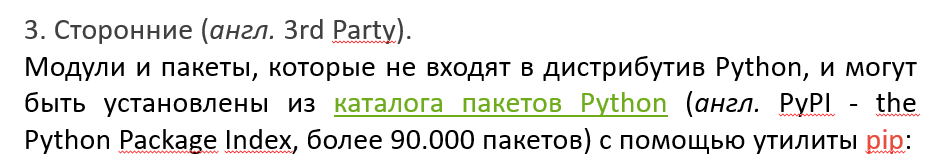 3. Сторонние (англ. 3rd Party).
Модули и пакеты, которые не входят в дистрибутив Python, и могут
быть установлены из каталога пакетов Python (англ. PyPI - the
Python Package Index, более 90.000 пакетов) с помощью утилиты pip: